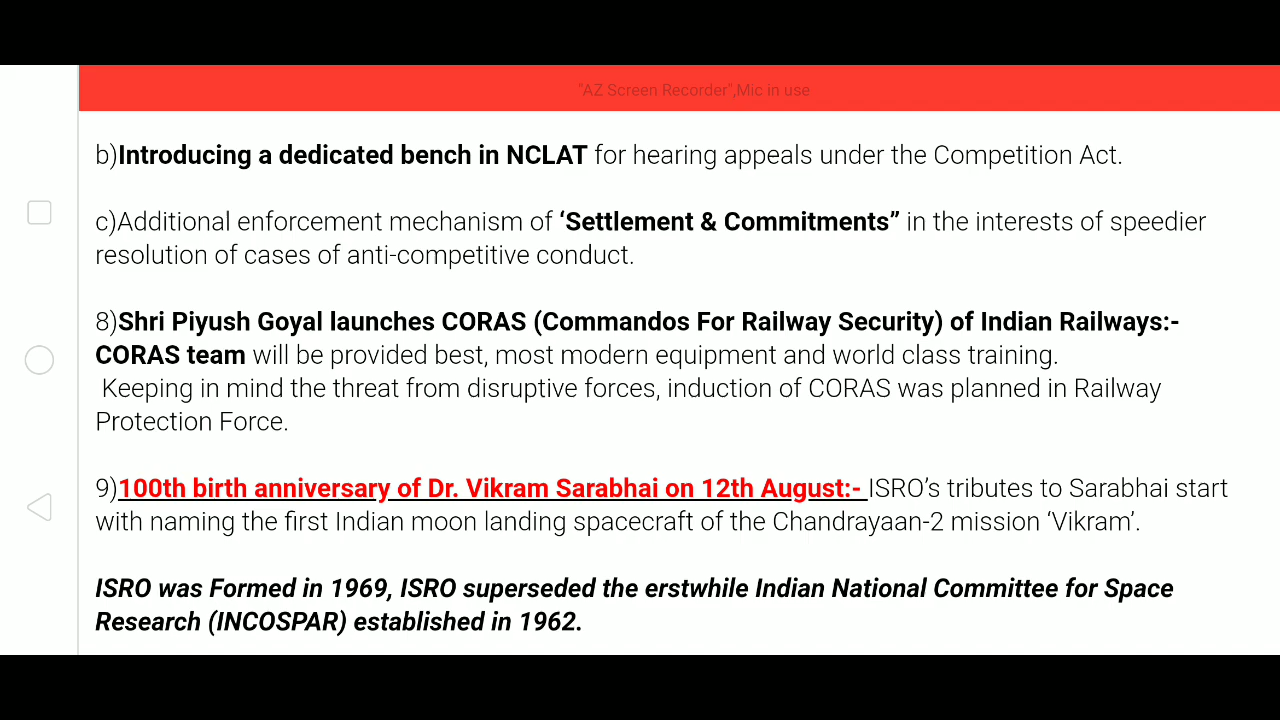 "AZ Screen Recorder",Mic in use
b)Introducing a dedicated bench in NCLAT for hearing appeals under the Competition Act.
c)Additional enforcement mechanism of ‘Settlement & Commitments” in the interests of speedier
resolution of cases of anti-competitive conduct.
8)Shri Piyush Goyal launches CORAS (Commandos For Railway Security) of Indian Railways:-
CORAS team will be provided best, most modern equipment and world class training.
Keeping in mind the threat from disruptive forces, induction of CORAS was planned in Railway
Protection Force.
9)100th birth anniversary of Dr. Vikram Sarabhai on 12th August:- ISRO’s tributes to Sarabhai start
with naming the first Indian moon landing spacecraft of the Chandrayaan-2 mission ‘Vikram’.
ISRO was Formed in 1969, ISRO superseded the erstwhile Indian National Committee for Space
Research (INCOSPAR) established in 1962.